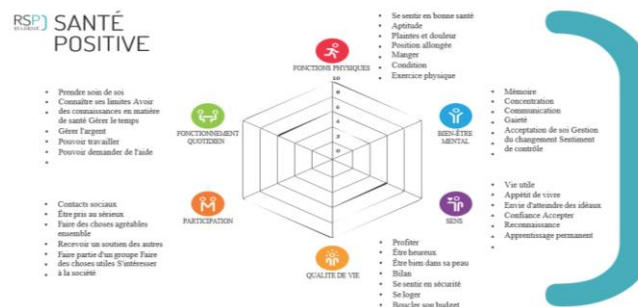 RSP SANTÉ
POSITIVE
FONCTIONS PHYSIQUES
• Se sentir en bonne santé
• Aptitude
• Plaintes et douleur
• Position allongée
• Manger
• Condition
• Exercice physique
10
8
6
4
2
0
BIEN-ÊTRE
MENTAL
• Mémoire
• Concentration
• Communication
• Gaieté
• Acceptation de soi Gestion
• du changement Sentiment
• de contrôle
SENS
• Vie utile
• Appétit de vivre
• Envie d'atteindre des idéaux
• Confiance Accepter
• Reconnaissance
• Apprentissage permanent
•
QUALITE DE VIE
• Profiter
• Être heureux
• Être bien dans sa peau
• Bilan
• Se sentir en sécurité
• Se loger
• Boucler son budget
PARTICIPATION
• Contacts sociaux
• Être pris au sérieux
• Faire des choses agréables
ensemble
• Recevoir un soutien des autres
• Faire partie d'un groupe Faire
• des choses utiles S'intéresser
• à la société
FONCTIONNEMENT
QUOTIDIEN
• Prendre soin de soi
• Connaître ses limites Avoir
• des connaissances en matière
de santé Gérer le temps
• Gérer l'argent
• Pouvoir travailler
• Pouvoir demander de l'aide
•